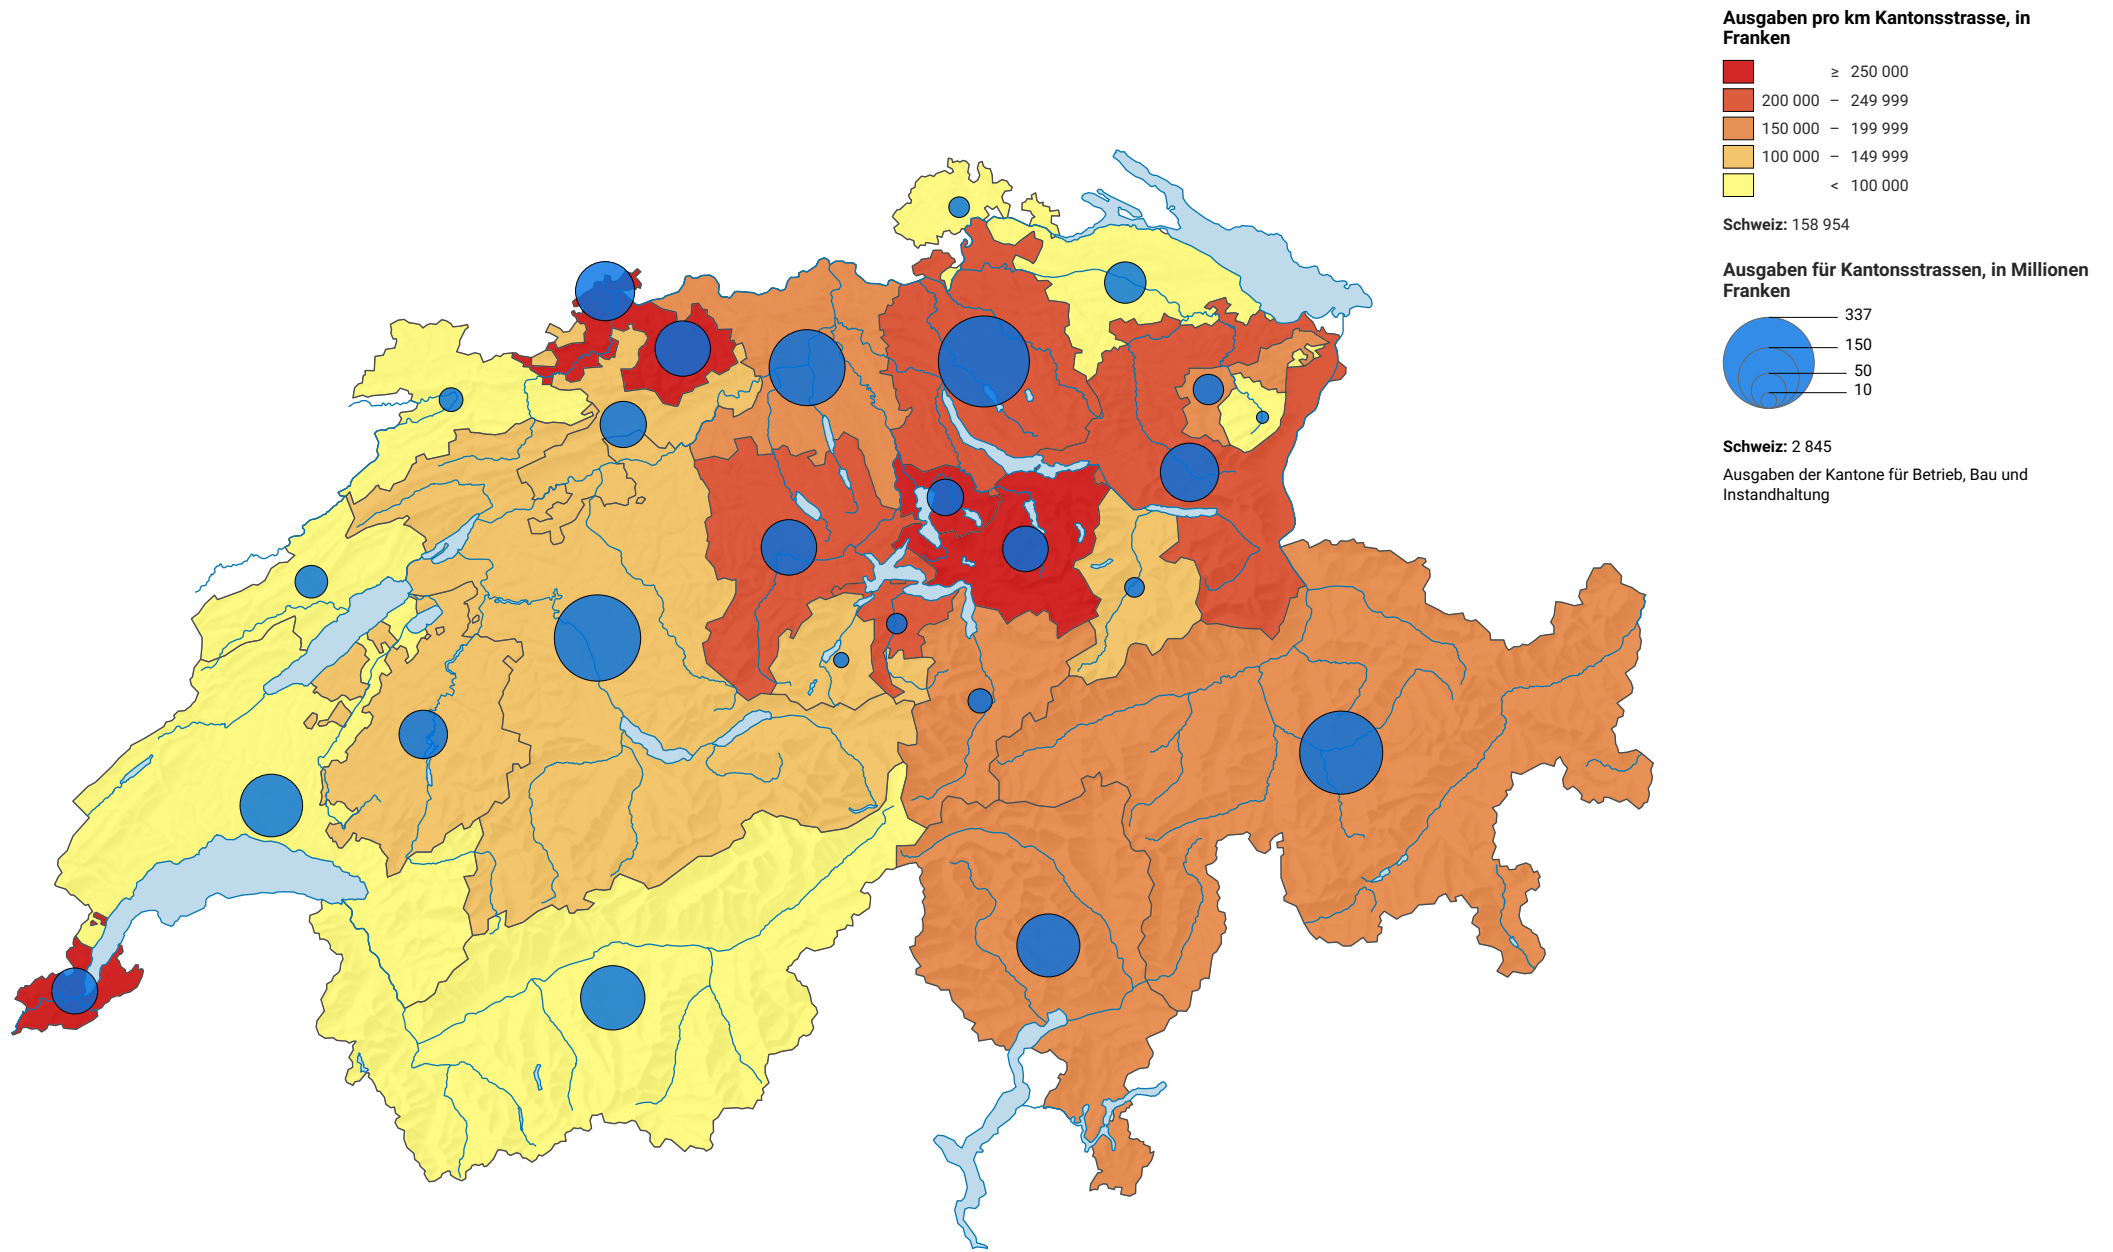 Ausgaben pro km Kantonsstrasse, in
Franken
≥ 250 000
200 000 – 249 999
150 000 – 199 999
100 000 – 149 999
< 100 000
Schweiz: 158 954
Ausgaben für Kantonsstrassen, in Millionen
Franken
337
150
50
10
Schweiz: 2 845
Ausgaben der Kantone für Betrieb, Bau und
Instandhaltung